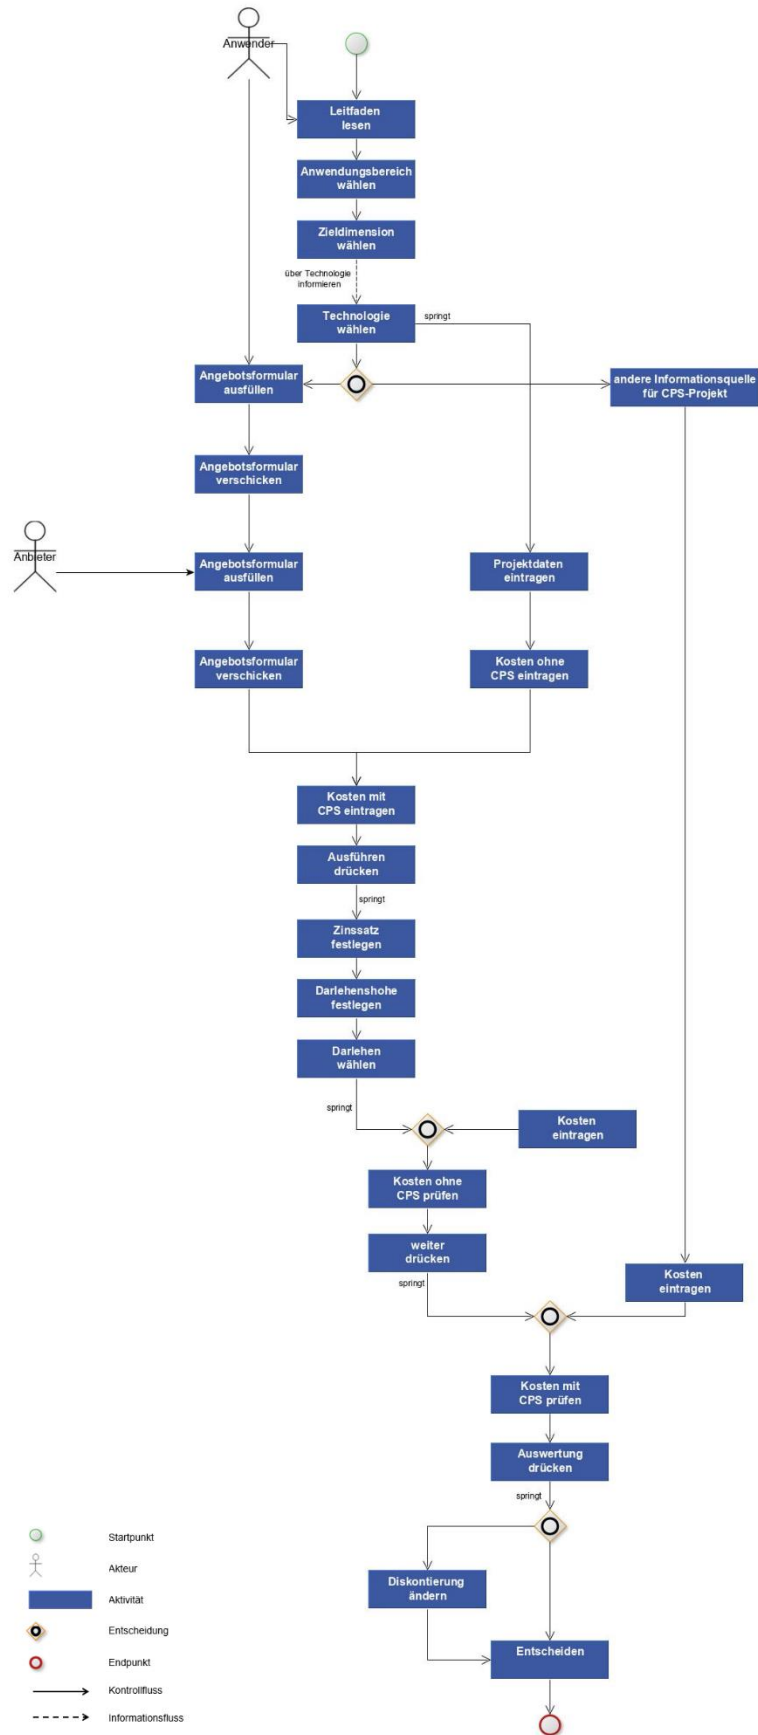 Anwender
Leitfaden
lesen
Anwendungsbereich
wählen
Zieldimension
wählen
über Technologie
informieren
Technologie
wählen
springt
Angebotsformular
ausfüllen
andere Informationsquelle
für CPS-Projekt
Angebotsformular
verschicken
Anbieter
Angebotsformular
ausfüllen
Projektdaten
eintragen
Angebotsformular
verschicken
Kosten ohne
CPS eintragen
Kosten mit
CPS eintragen
Ausführen
drücken
springt
Zinssatz
festlegen
Darlehenshohe
festlegen
Darlehen
wählen
springt
Kosten
eintragen
Kosten ohne
CPS prüfen
weiter
drücken
springt
Kosten
eintragen
Kosten mit
CPS prüfen
Auswertung
drücken
springt
Diskontierung
ändern
Entscheiden
Startpunkt
Akteur
Aktivität
Entscheidung
Endpunkt
Kontrollfluss
Informationsfluss